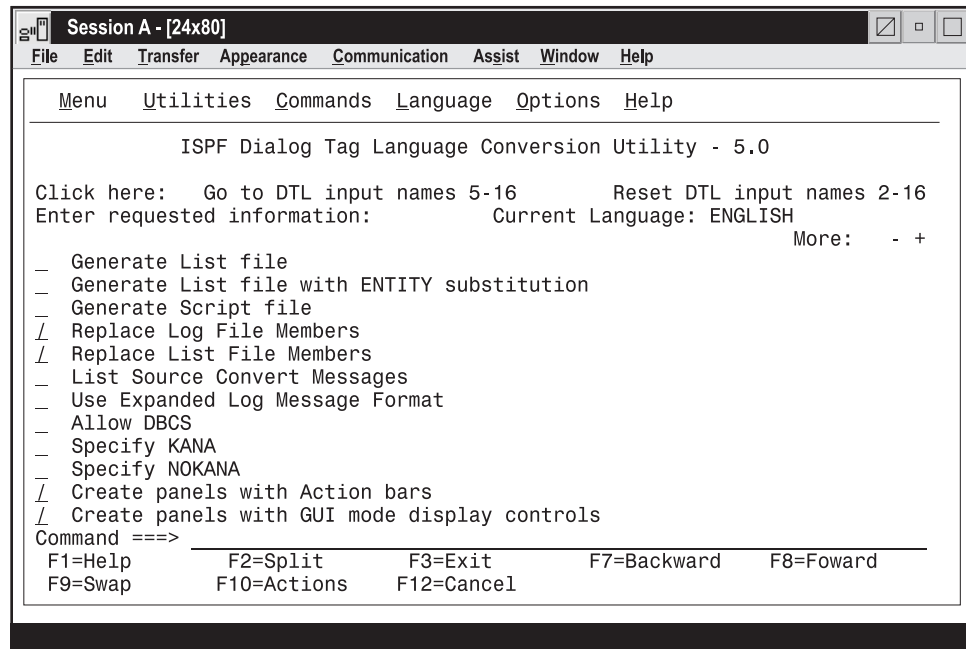 Session A - [24x80]
File Edit Transfer Appearance Communication Assist Window Help
Menu Utilities Commands Language Options Help
ISPF Dialog Tag Language Conversion Utility - 5.0
Click here: Go to DTL input names 5-16 Reset DTL input names 2-16
Enter requested information: Current Language: ENGLISH
More: - +
_ Generate List file
_ Generate List file with ENTITY substitution
_ Generate Script file
/ Replace Log File Members
/ Replace List File Members
_ List Source Convert Messages
_ Use Expanded Log Message Format
_ Allow DBCS
_ Specify KANA
_ Specify NOKANA
/ Create panels with Action bars
/ Create panels with GUI mode display controls
Command ===>
F1=Help F2=Split F3=Exit F7=Backward F8=Foward
F9=Swap F10=Actions F12=Cancel